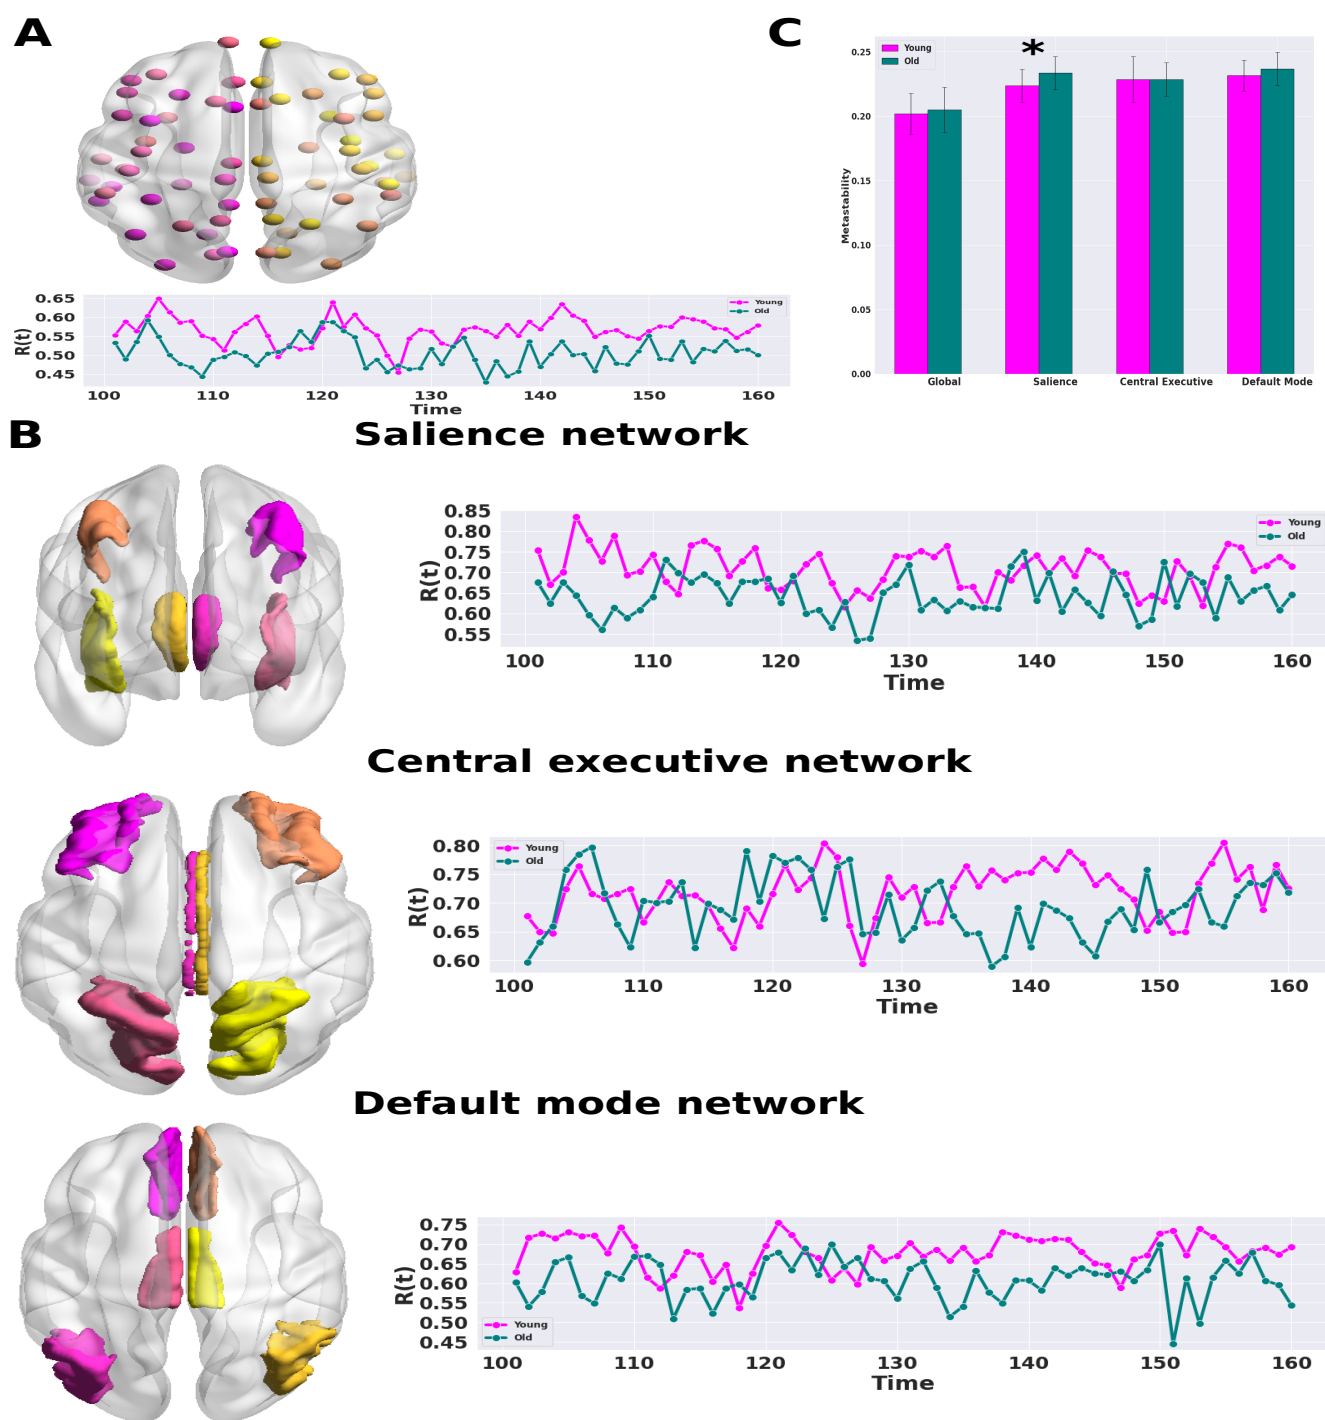 A
0.65
0.60
0.55
0.50
0.45
R(t)
Young
Old
100 110 120 130 140 150 160
Time
C
0.25
0.20
0.15
0.10
0.05
0.00
Metastability
Young
Old
*
Global Salience Central Executive Default Mode
B
Salience network
0.85
0.80
0.75
0.70
0.65
0.60
0.55
R(t)
Young
Old
100 110 120 130 140 150 160
Time
Central executive network
0.80
0.75
0.70
0.65
0.60
R(t)
Young
Old
100 110 120 130 140 150 160
Time
Default mode network
0.75
0.70
0.65
0.60
0.55
0.50
0.45
R(t)
Young
Old
100 110 120 130 140 150 160
Time